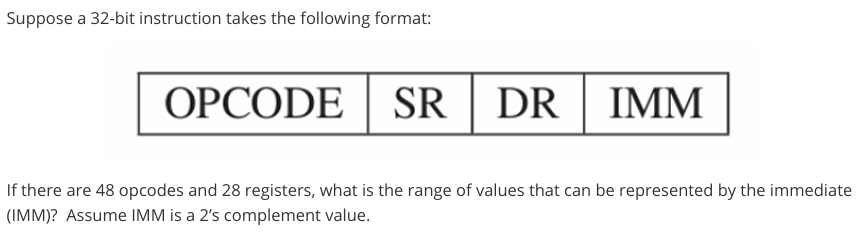 Suppose a 32-bit instruction takes the following format:
OPCODE SR DR IMM
If there are 48 opcodes and 28 registers, what is the range of values that can be represented by the immediate
(IMM)? Assume IMM is a 2's complement value.